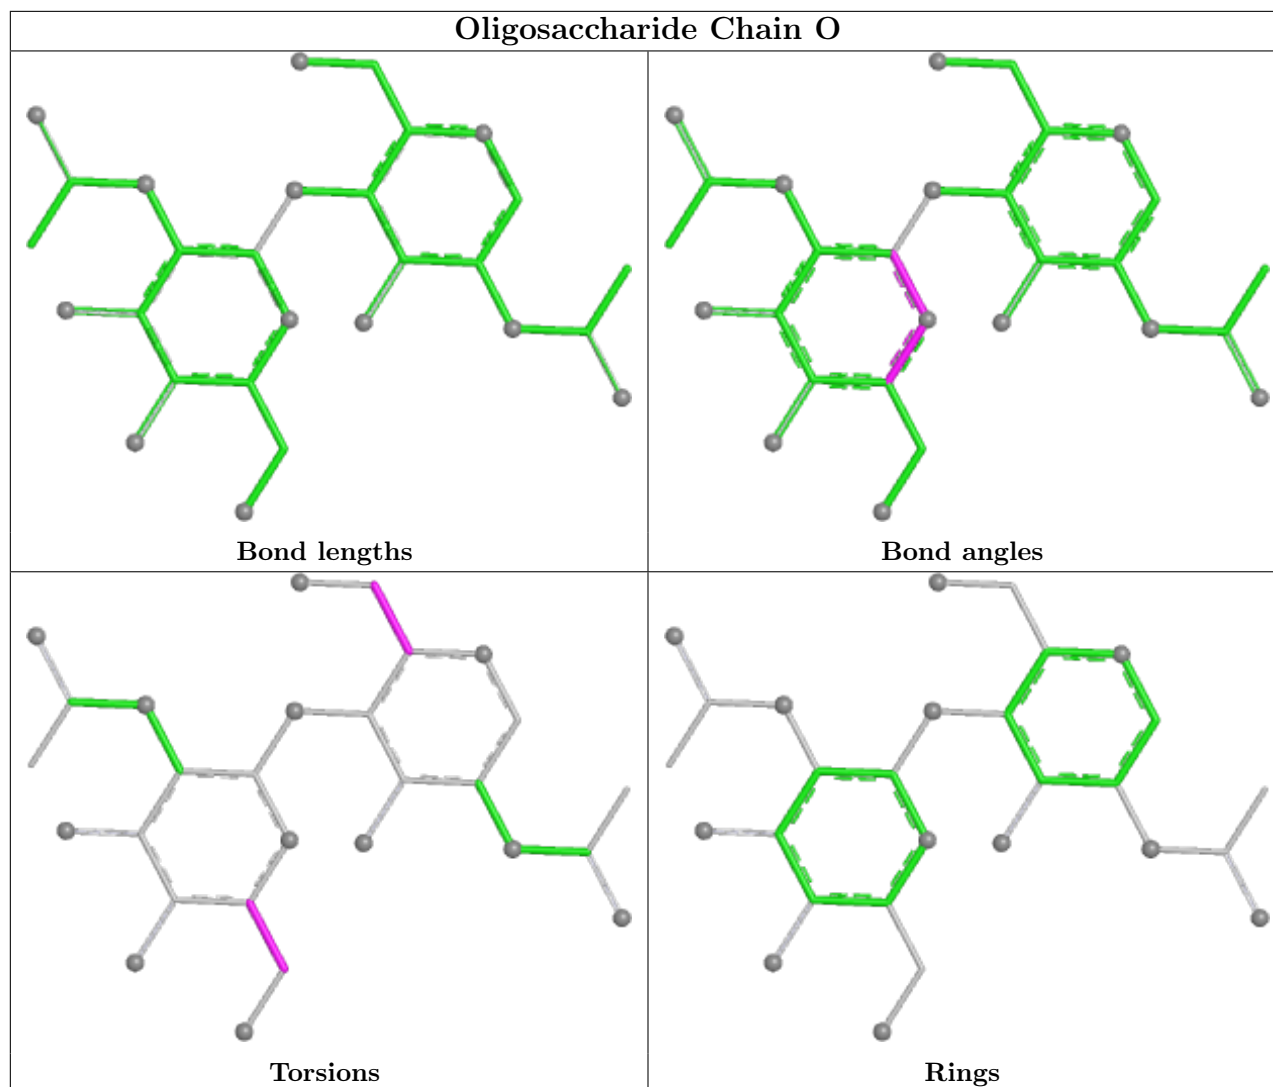 Oligosaccharide Chain O
Bond lengths
Bond angles
Torsions
Rings